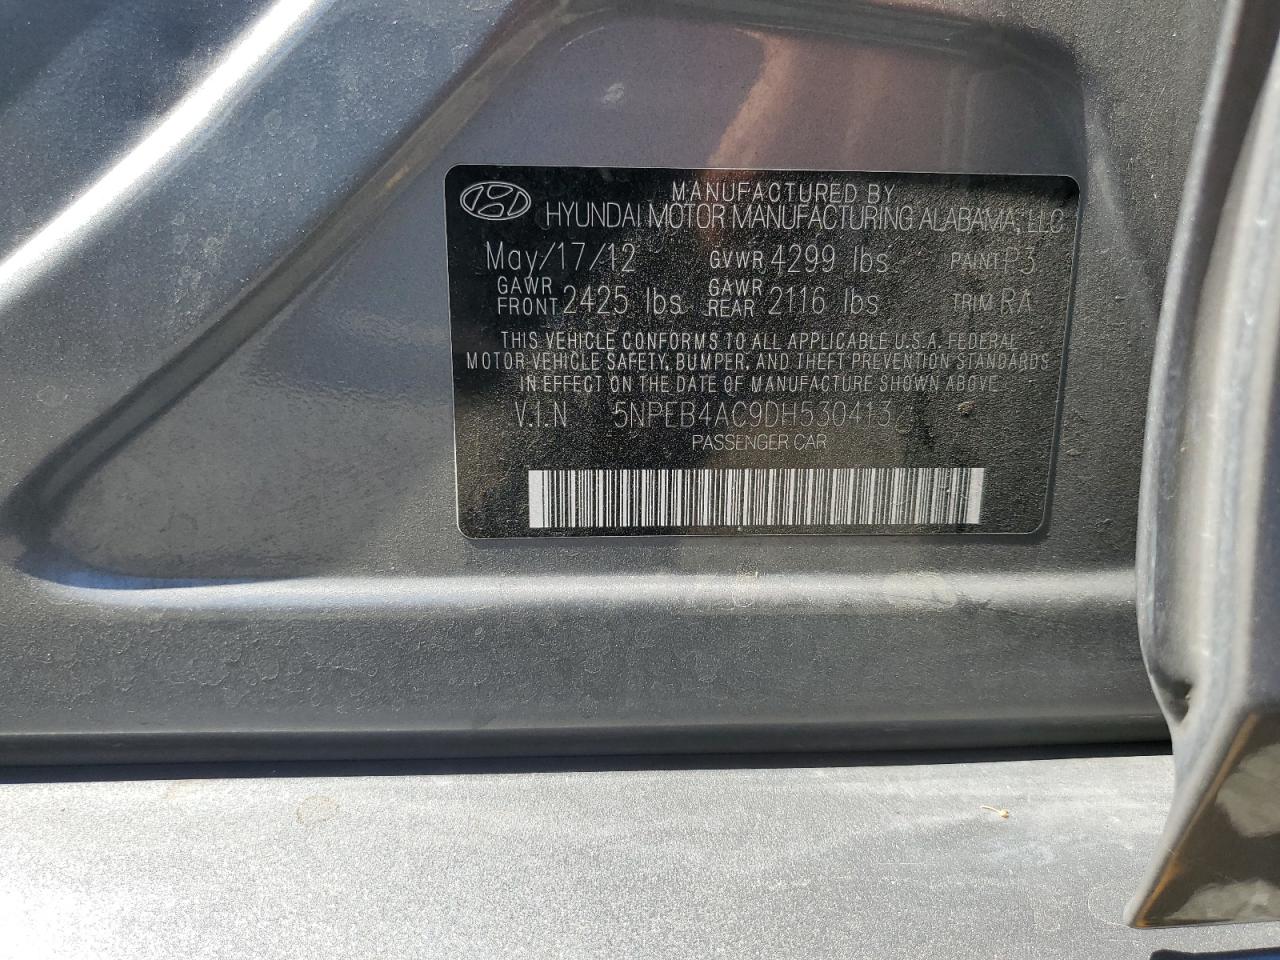 MANUFACTURED BY
HYUNDAI MOTOR MANUFACTURING ALABAMA, LLC
May/17/12 GVWR 4299 lbs PAINT P3
GAWR FRONT 2425 lbs GAWR REAR 2116 lbs TRIM RA
THIS VEHICLE CONFORMS TO ALL APPLICABLE U.S.A. FEDERAL
MOTOR VEHICLE SAFETY, BUMPER, AND THEFT PREVENTION STANDARDS
IN EFFECT ON THE DATE OF MANUFACTURE SHOWN ABOVE.
V.I.N 5NPEB4AC9DH530413
PASSENGER CAR